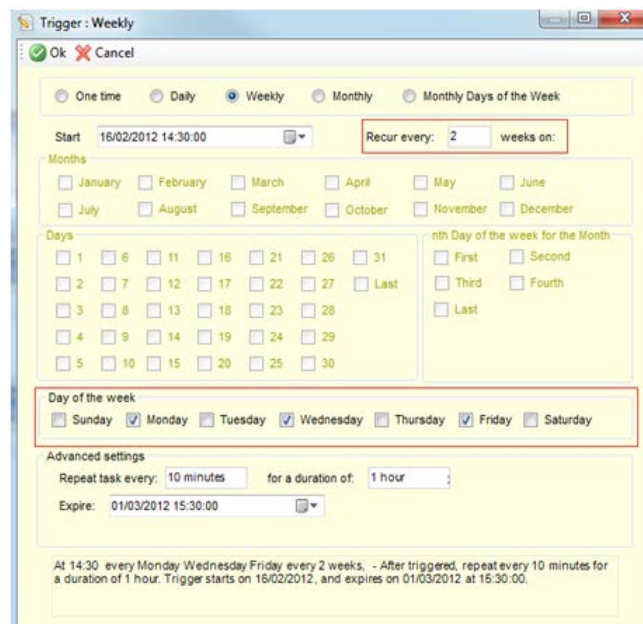 Trigger : Weekly
Ok Cancel
One time Daily Weekly Monthly Monthly Days of the Week
Start 16/02/2012 14:30:00 Recur every: 2 weeks on:
Months
January February March April May June
July August September October November December
Days nth Day of the week for the Month
1 6 11 16 21 26 31 First Second
2 7 12 17 22 27 Last Third Fourth
3 8 13 18 23 28 Last
4 9 14 19 24 29
5 10 15 20 25 30
Day of the week
Sunday Monday Tuesday Wednesday Thursday Friday Saturday
Advanced settings
Repeat task every: 10 minutes for a duration of: 1 hour
Expire: 01/03/2012 15:30:00
At 14:30 every Monday Wednesday Friday every 2 weeks, - After triggered, repeat every 10 minutes for
a duration of 1 hour. Trigger starts on 16/02/2012, and expires on 01/03/2012 at 15:30:00.